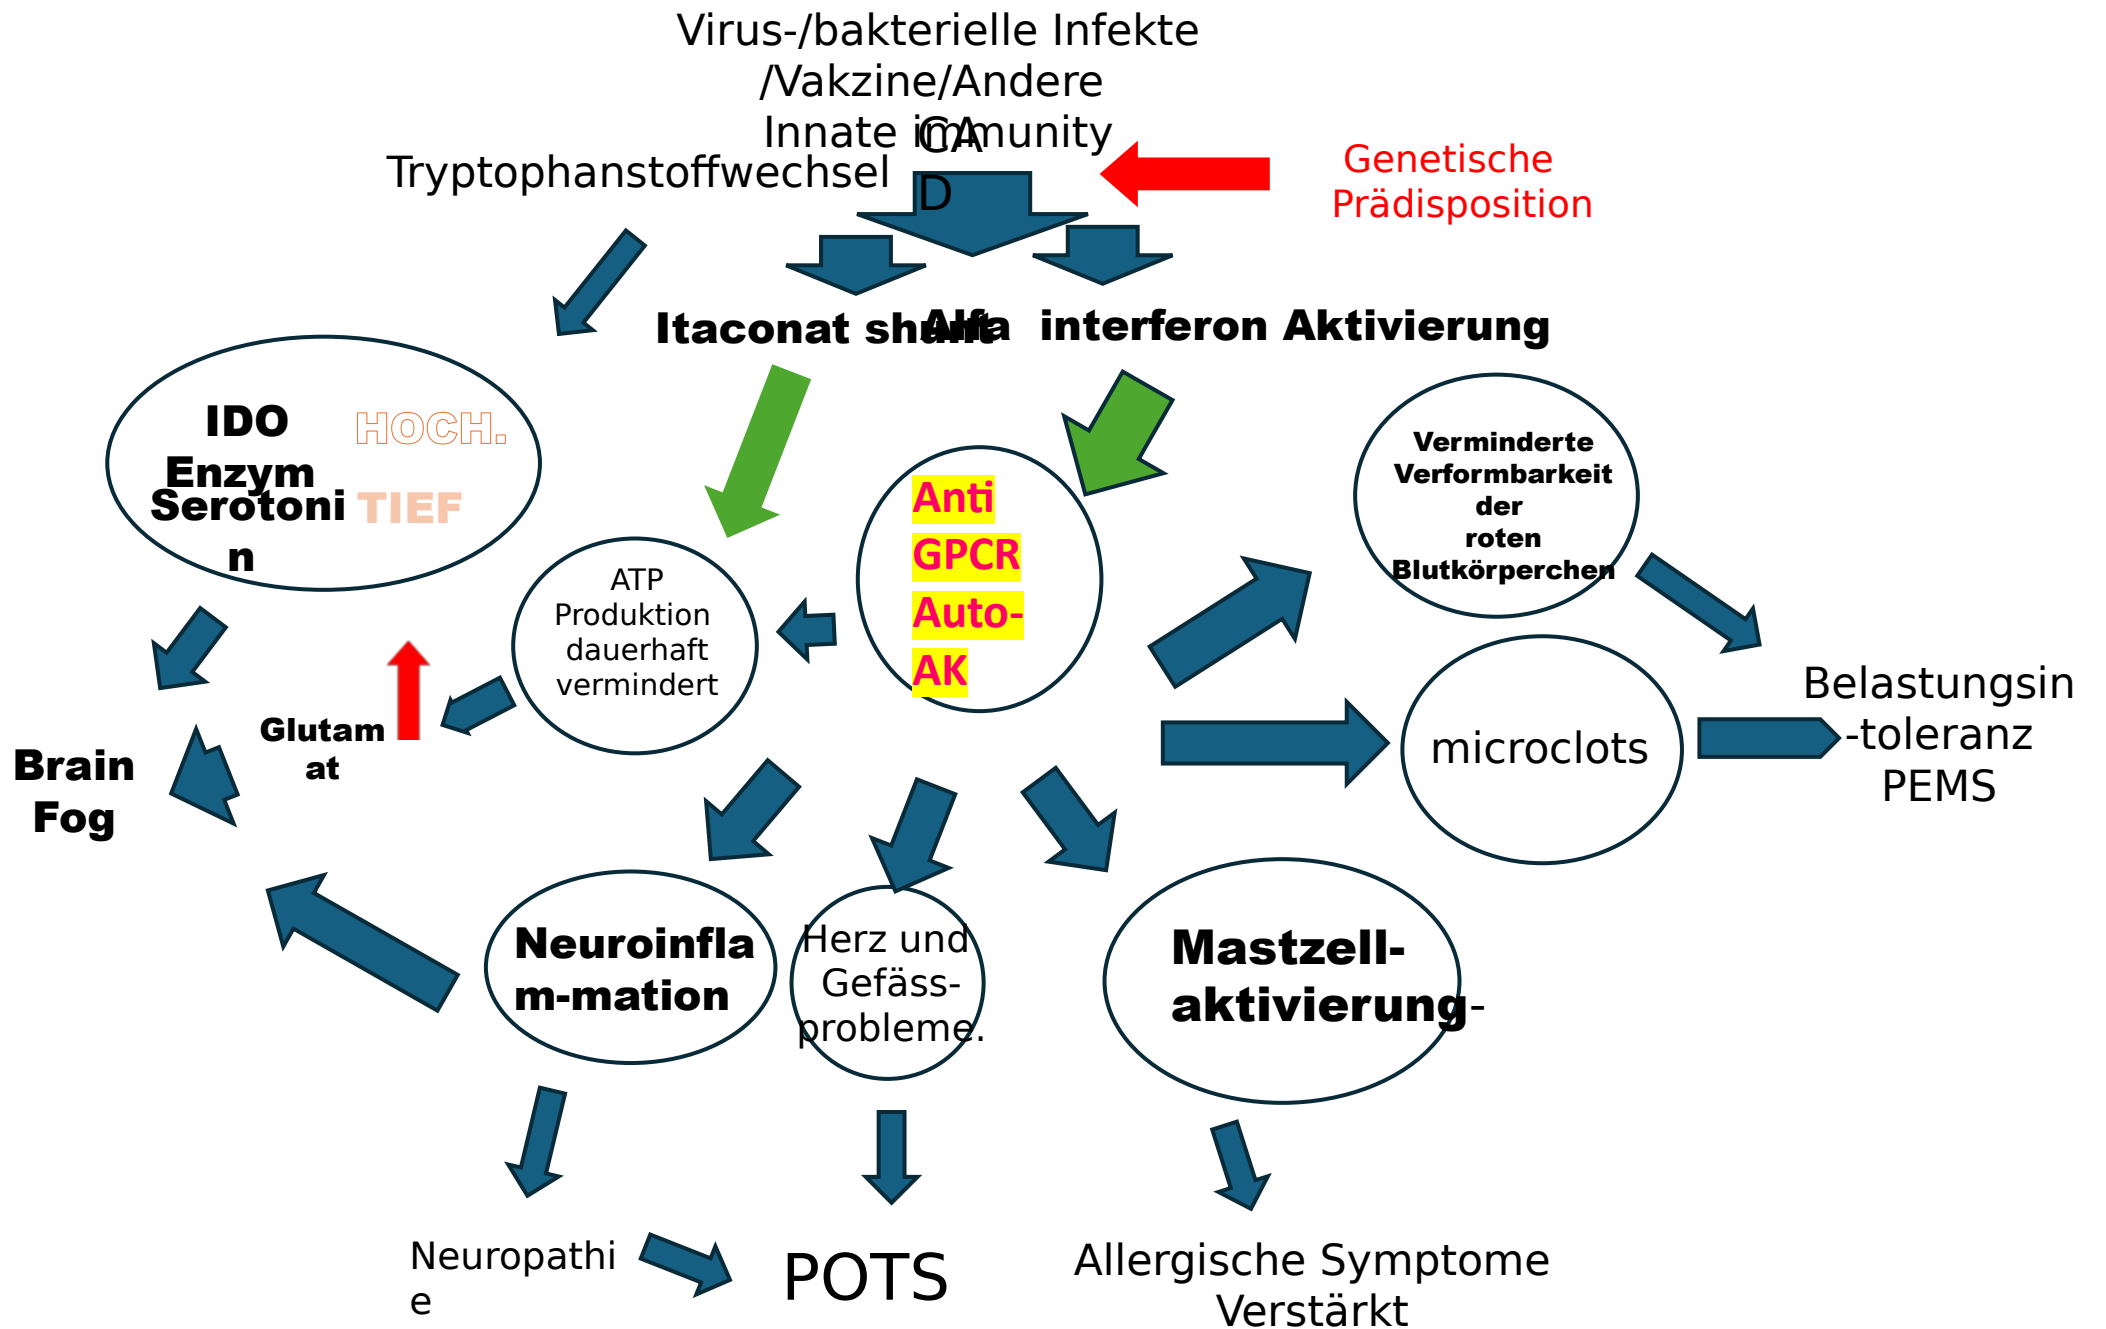 Virus-/bakterielle Infekte
/Vakzine/Andere
Innate immunity
CA
D
Tryptophanstoffwechsel
Genetische
Prädisposition
Itaconat shunt
Alfa interferon Aktivierung
IDO
Enzym
HOCH.
Serotoni
n
TIEF
Anti
GPCR
Auto-
AK
Verminderte
Verformbarkeit
der
roten
Blutkörperchen
ATP
Produktion
dauerhaft
vermindert
Glutam
at
Brain
Fog
microclots
Belastungsin
-toleranz
PEMS
Neuroinfla
m-mation
Herz und
Gefäss-
probleme.
Mastzell-
aktivierung-
Neuropathi
e
POTS
Allergische Symptome
Verstärkt